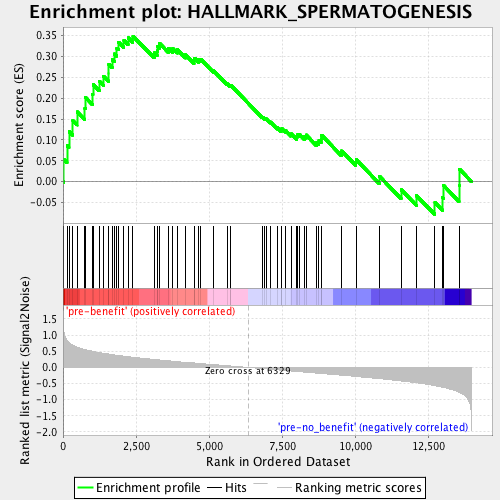 Enrichment plot: HALLMARK_SPERMATOGENESIS
Enrichment score (ES)
0.35
0.30
0.25
0.20
0.15
0.10
0.05
0.00
-0.05
'pre-benefit' (positively correlated)
Ranked list metric (Signal2Noise)
1.5
1.0
0.5
0.0
-0.5
-1.0
-1.5
-2.0
Zero cross at 6329
'pre-no_benefit' (negatively correlated)
0
2,500
5,000
7,500
10,000
12,500
Rank in Ordered Dataset
Enrichment profile
Hits
Ranking metric scores